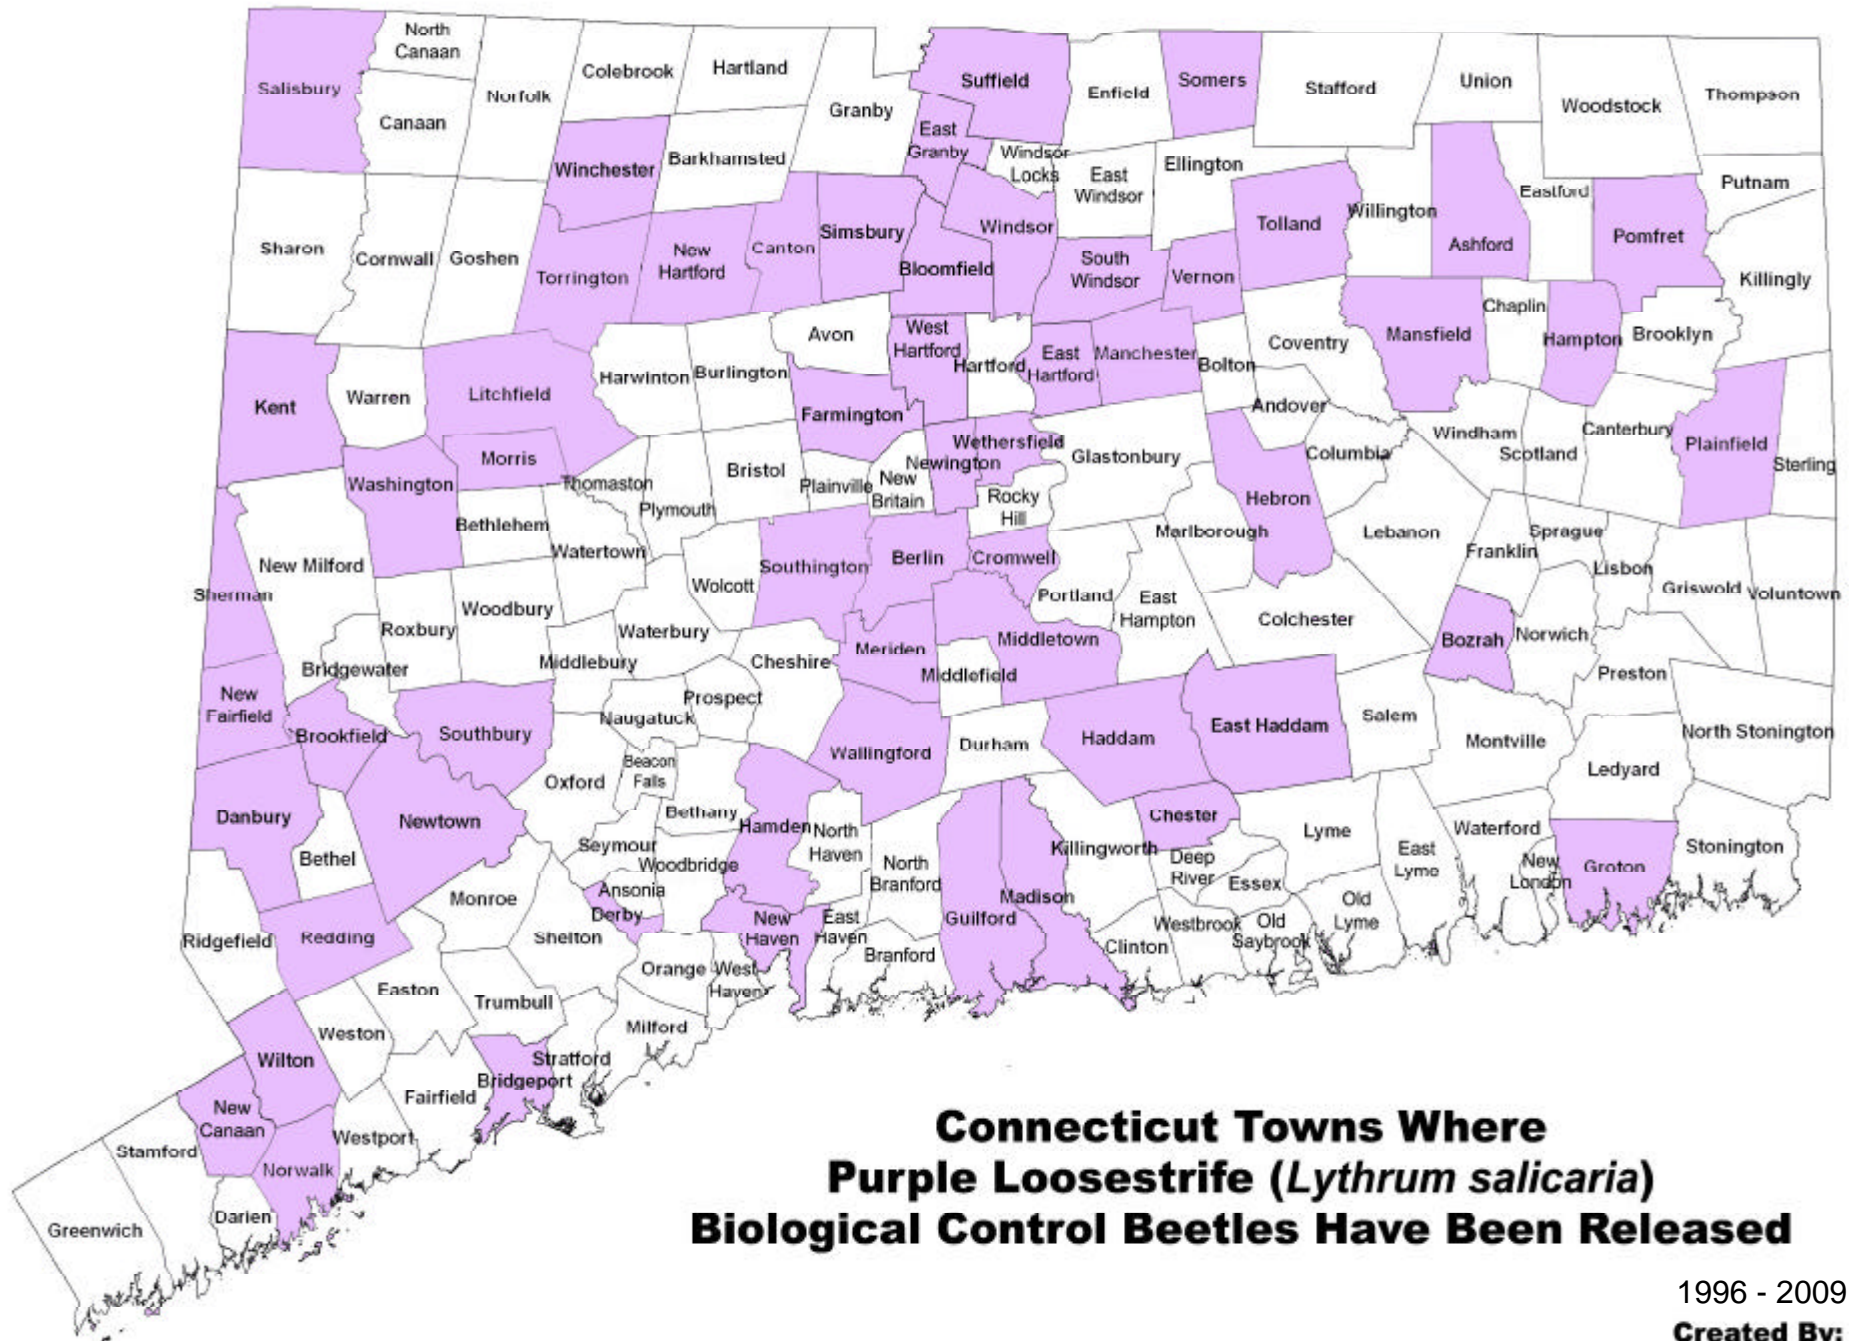 North
Canaan
Salisbury
Canaan
Norfolk
Colebrook
Hartland
Granby
Suffield
Enfield
Somers
Stafford
Union
Woodstock
Thompson
East
Granby
Windsor
Locks
East
Windsor
Ellington
Winchester
Barkhamsted
Eastford
Putnam
Sharon
Cornwall
Goshen
Torrington
New
Hartford
Canton
Simsbury
Bloomfield
Windsor
South
Windsor
Vernon
Tolland
Willington
Ashford
Pomfret
Killingly
Kent
Warren
Litchfield
Harwinton
Burlington
Avon
West
Hartford
Hartford
East
Hartford
Manchester
Bolton
Coventry
Mansfield
Chaplin
Hampton
Brooklyn
Farmington
Andover
Washington
Morris
Thomaston
Plymouth
Bristol
Plainville
New
Britain
Newington
Wethersfield
Rocky
Hill
Glastonbury
Marlborough
Hebron
Columbia
Windham
Scotland
Canterbury
Plainfield
Sterling
Bethlehem
Watertown
New Milford
Sherman
Woodbury
Roxbury
Bridgewater
Wolcott
Southington
Berlin
Cromwell
Portland
East
Hampton
Colchester
Lebanon
Franklin
Sprague
Lisbon
Griswold
Voluntown
Waterbury
Middlebury
Cheshire
Meriden
Middlefield
Middletown
Bozrah
Norwich
Preston
New
Fairfield
Brookfield
Southbury
Naugatuck
Prospect
Wallingford
Durham
Haddam
East Haddam
Salem
Montville
North Stonington
Ledyard
Danbury
Bethel
Newtown
Oxford
Beacon
Falls
Bethany
Hamden
North
Haven
Seymour
Woodbridge
North
Branford
Killingworth
Chester
Deep
River
Essex
Lyme
East
Lyme
Waterford
New
London
Groton
Stonington
Ridgefield
Redding
Monroe
Ansonia
Derby
Shelton
New
Haven
East
Haven
Branford
Guilford
Madison
Clinton
Westbrook
Old
Saybrook
Old
Lyme
Easton
Trumbull
Orange
West
Haven
Milford
Weston
Wilton
Stratford
Bridgeport
Fairfield
New
Canaan
Stamford
Norwalk
Westport
Darien
Greenwich
Connecticut Towns Where
Purple Loosestrife (Lythrum salicaria)
Biological Control Beetles Have Been Released
1996 - 2009
Created By: